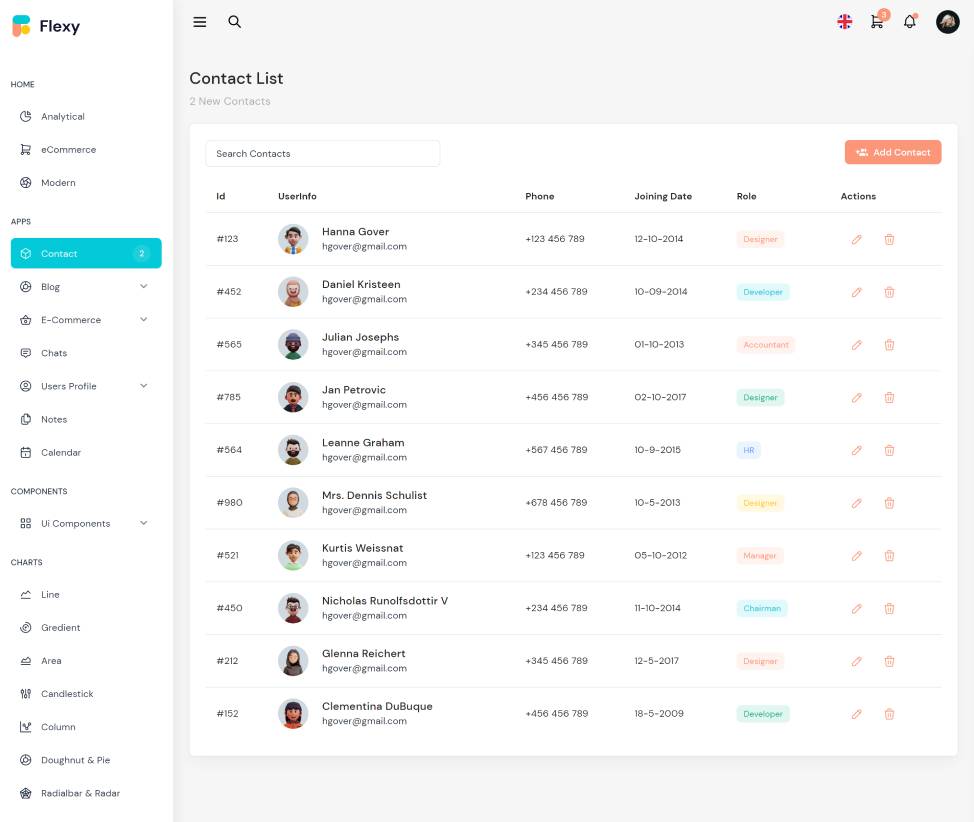 Flexy
3
HOME
Analytical
eCommerce
Modern
APPS
Contact 2
Blog
E-Commerce
Chats
Users Profile
Notes
Calendar
COMPONENTS
Ui Components
CHARTS
Line
Gredient
Area
Candlestick
Column
Doughnut & Pie
Radialbar & Radar
Contact List
2 New Contacts
Search Contacts
Add Contact
Id UserInfo Phone Joining Date Role Actions
#123 Hanna Gover +123 456 789 12-10-2014 Designer
hgover@gmail.com
#452 Daniel Kristeen +234 456 789 10-09-2014 Developer
hgover@gmail.com
#565 Julian Josephs +345 456 789 01-10-2013 Accountant
hgover@gmail.com
#785 Jan Petrovic +456 456 789 02-10-2017 Designer
hgover@gmail.com
#564 Leanne Graham +567 456 789 10-9-2015 HR
hgover@gmail.com
#980 Mrs. Dennis Schulist +678 456 789 10-5-2013 Designer
hgover@gmail.com
#521 Kurtis Weissnat +123 456 789 05-10-2012 Manager
hgover@gmail.com
#450 Nicholas Runolfsdottir V +234 456 789 11-10-2014 Chairman
hgover@gmail.com
#212 Glenna Reichert +345 456 789 12-5-2017 Designer
hgover@gmail.com
#152 Clementina DuBuque +456 456 789 18-5-2009 Developer
hgover@gmail.com